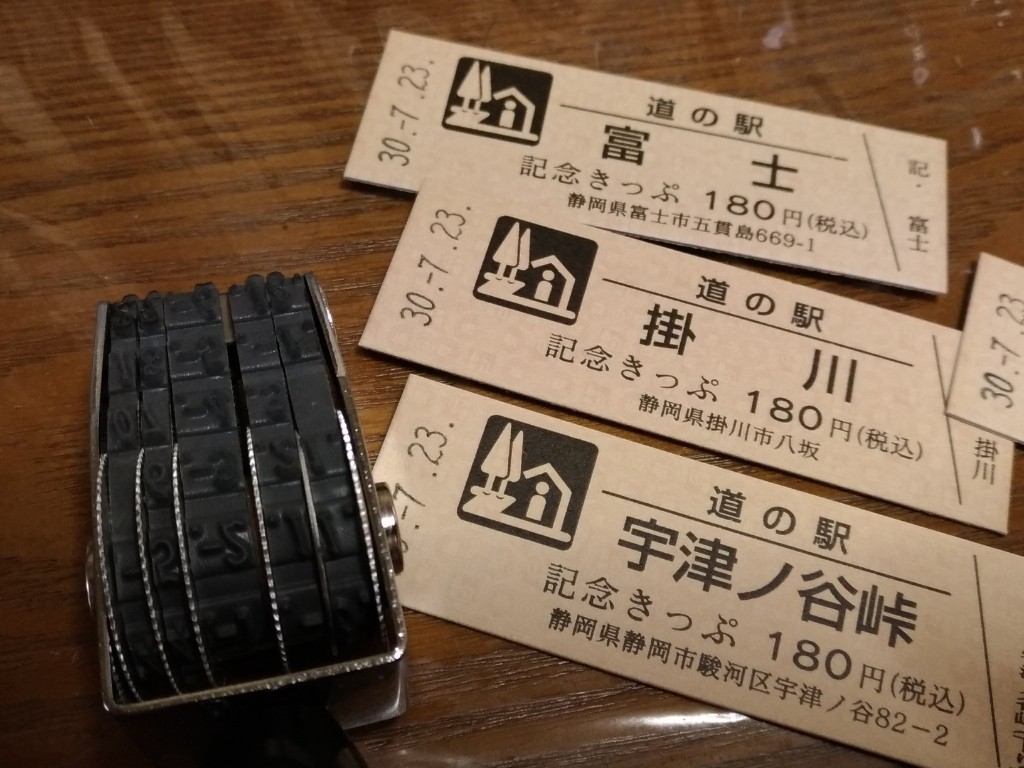 30.-7.23.
道の駅
富士
記念きっぷ 180円(税込)
静岡県富士市五貫島669-1
記・富士
30.-7.23.
道の駅
掛川
記念きっぷ 180円(税込)
静岡県掛川市八坂
掛川
30.-7.23
-7.23.
道の駅
宇津ノ谷峠
記念きっぷ 180円(税込)
静岡県静岡市駿河区宇津ノ谷82-2